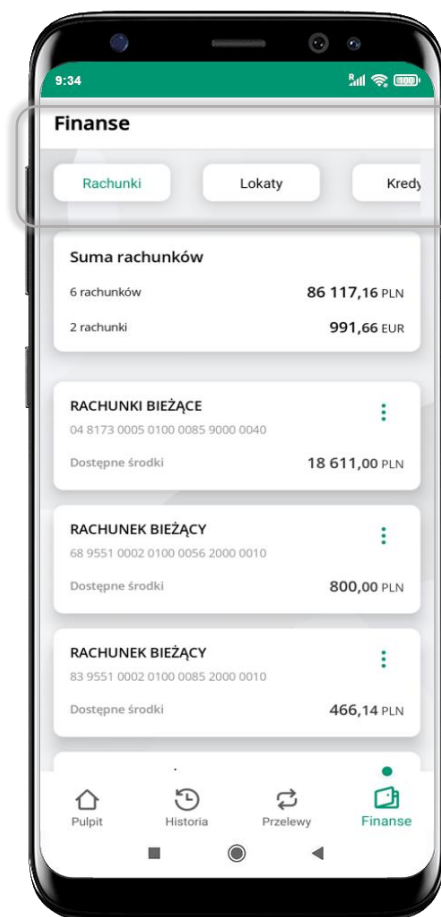 9:34
R
100
Finanse
Rachunki Lokaty Kredy
Suma rachunków
6 rachunków 86 117,16 PLN
2 rachunki 991,66 EUR
RACHUNKI BIEŻĄCE
04 8173 0005 0100 0085 9000 0040
Dostępne środki 18 611,00 PLN
RACHUNEK BIEŻĄCY
68 9551 0002 0100 0056 2000 0010
Dostępne środki 800,00 PLN
RACHUNEK BIEŻĄCY
83 9551 0002 0100 0085 2000 0010
Dostępne środki 466,14 PLN
Pulpit Historia Przelewy Finanse